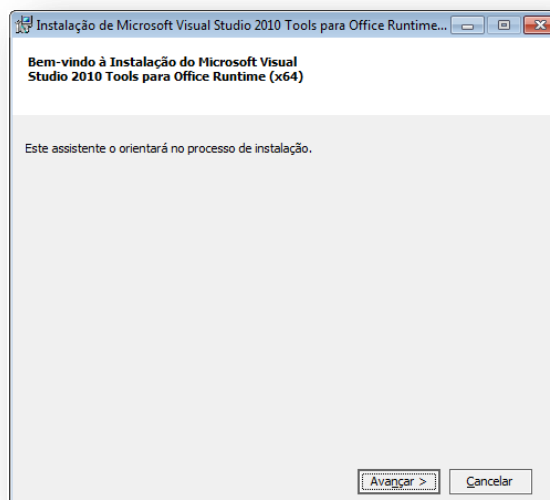 Instalação de Microsoft Visual Studio 2010 Tools para Office Runtime...
Bem-vindo à Instalação do Microsoft Visual
Studio 2010 Tools para Office Runtime (x64)
Este assistente o orientará no processo de instalação.
Avançar >
Cancelar